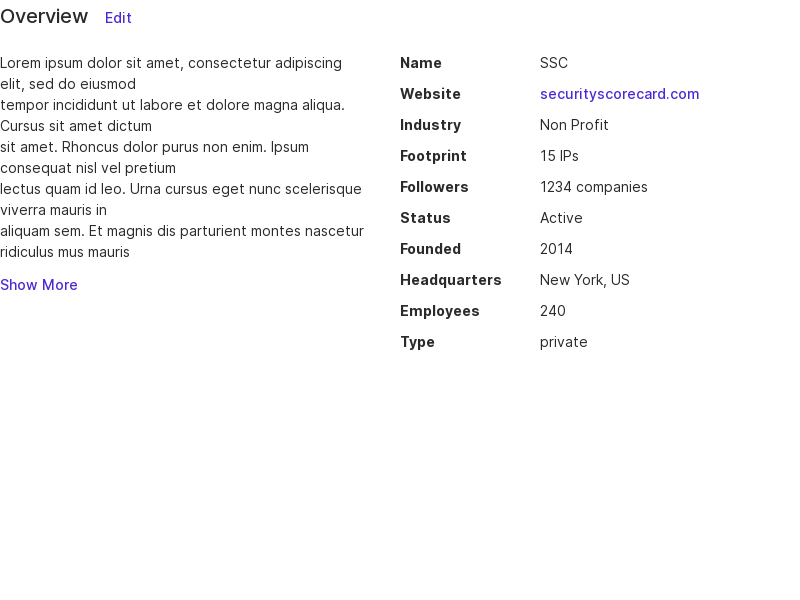 Overview Edit
Lorem ipsum dolor sit amet, consectetur adipiscing
elit, sed do eiusmod
tempor incididunt ut labore et dolore magna aliqua.
Cursus sit amet dictum
sit amet. Rhoncus dolor purus non enim. Ipsum
consequat nisl vel pretium
lectus quam id leo. Urna cursus eget nunc scelerisque
viverra mauris in
aliquam sem. Et magnis dis parturient montes nascetur
ridiculus mus mauris
Show More
Name SSC
Website securityscorecard.com
Industry Non Profit
Footprint 15 IPs
Followers 1234 companies
Status Active
Founded 2014
Headquarters New York, US
Employees 240
Type private